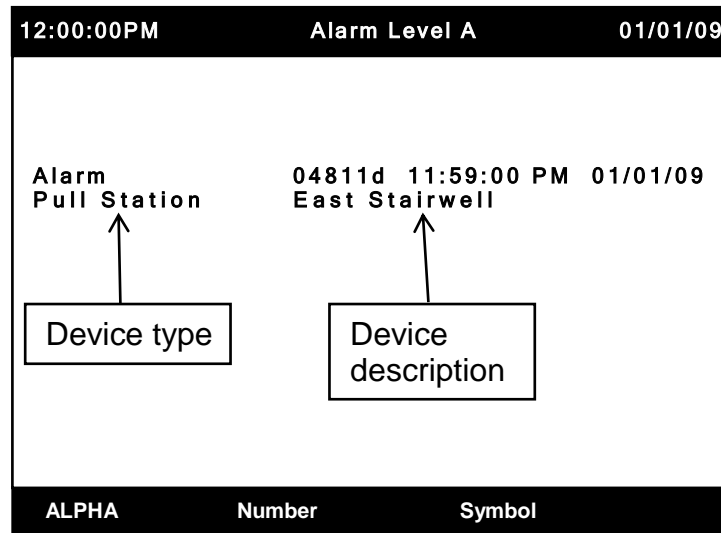 12:00:00PM Alarm Level A 01/01/09
Alarm 04811d 11:59:00 PM 01/01/09
Pull Station East Stairwell
Device type
Device
description
ALPHA Number Symbol